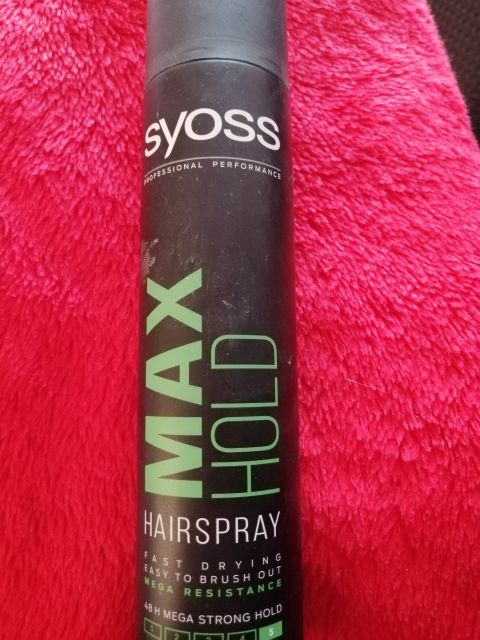 syoss
PROFESSIONAL PERFORMANCE
MAX
HOLD
HAIRSPRAY
FAST DRYING
EASY TO BRUSH OUT
MEGA RESISTANCE
48H MEGA STRONG HOLD
1 2 3 4 5